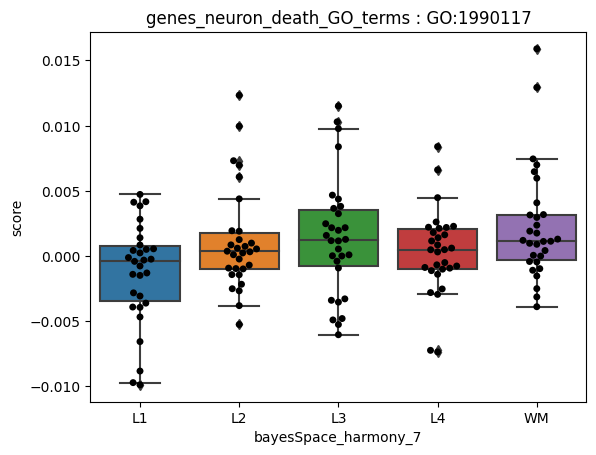 genes_neuron_death_GO_terms : GO:1990117
0.015
0.010
0.005
0.000
−0.005
−0.010
score
L1 L2 L3 L4 WM
bayesSpace_harmony_7